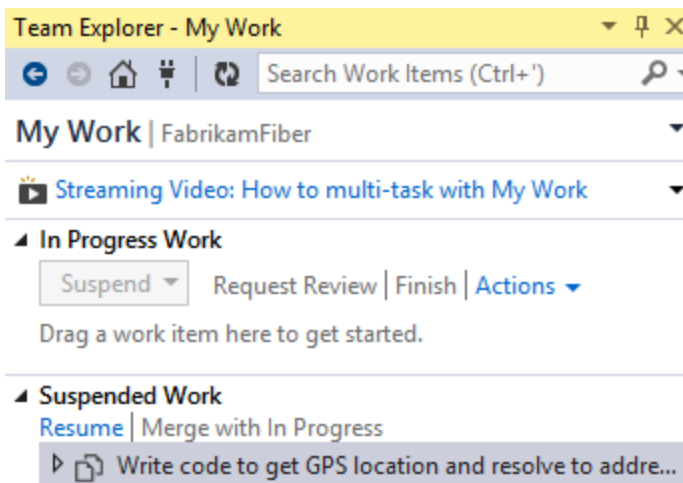 Team Explorer - My Work
Search Work Items (Ctrl+')
My Work | FabrikamFiber
Streaming Video: How to multi-task with My Work
In Progress Work
Suspend Request Review | Finish | Actions
Drag a work item here to get started.
Suspended Work
Resume | Merge with In Progress
Write code to get GPS location and resolve to addre...